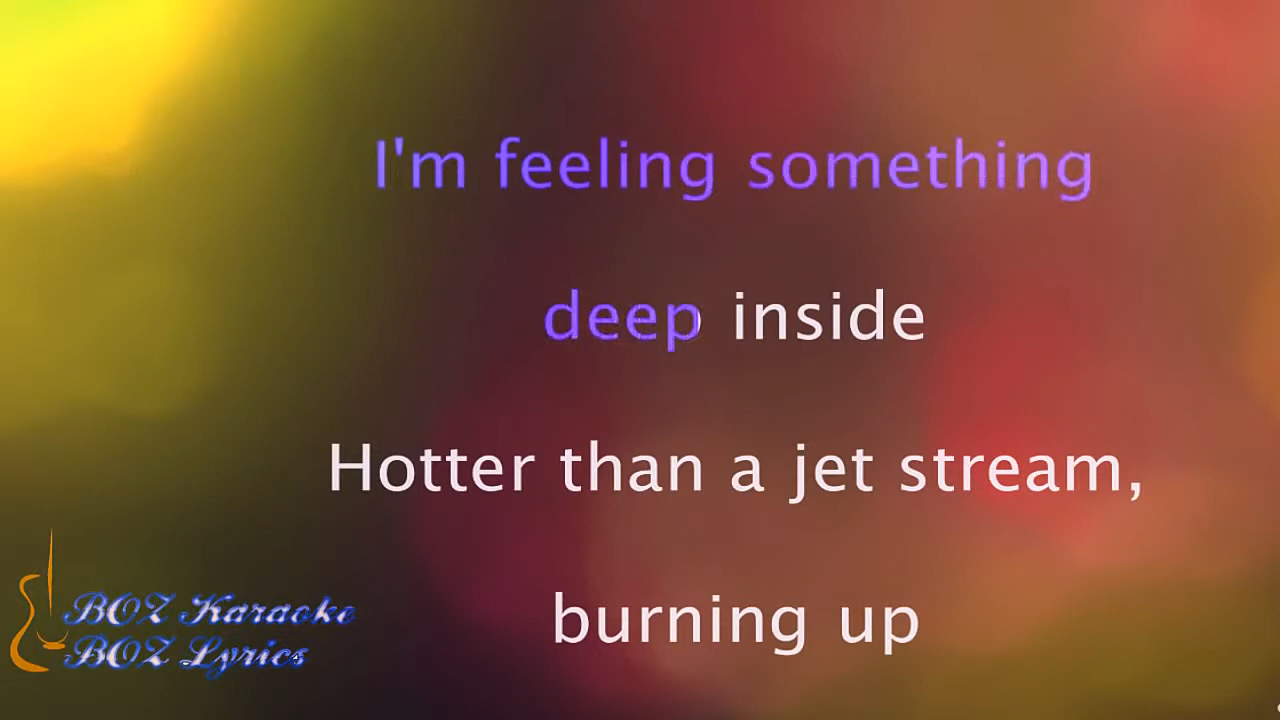 I'm feeling something
deep inside
Hotter than a jet stream,
burning up
BOZ Karaoke
BOZ Lyrics